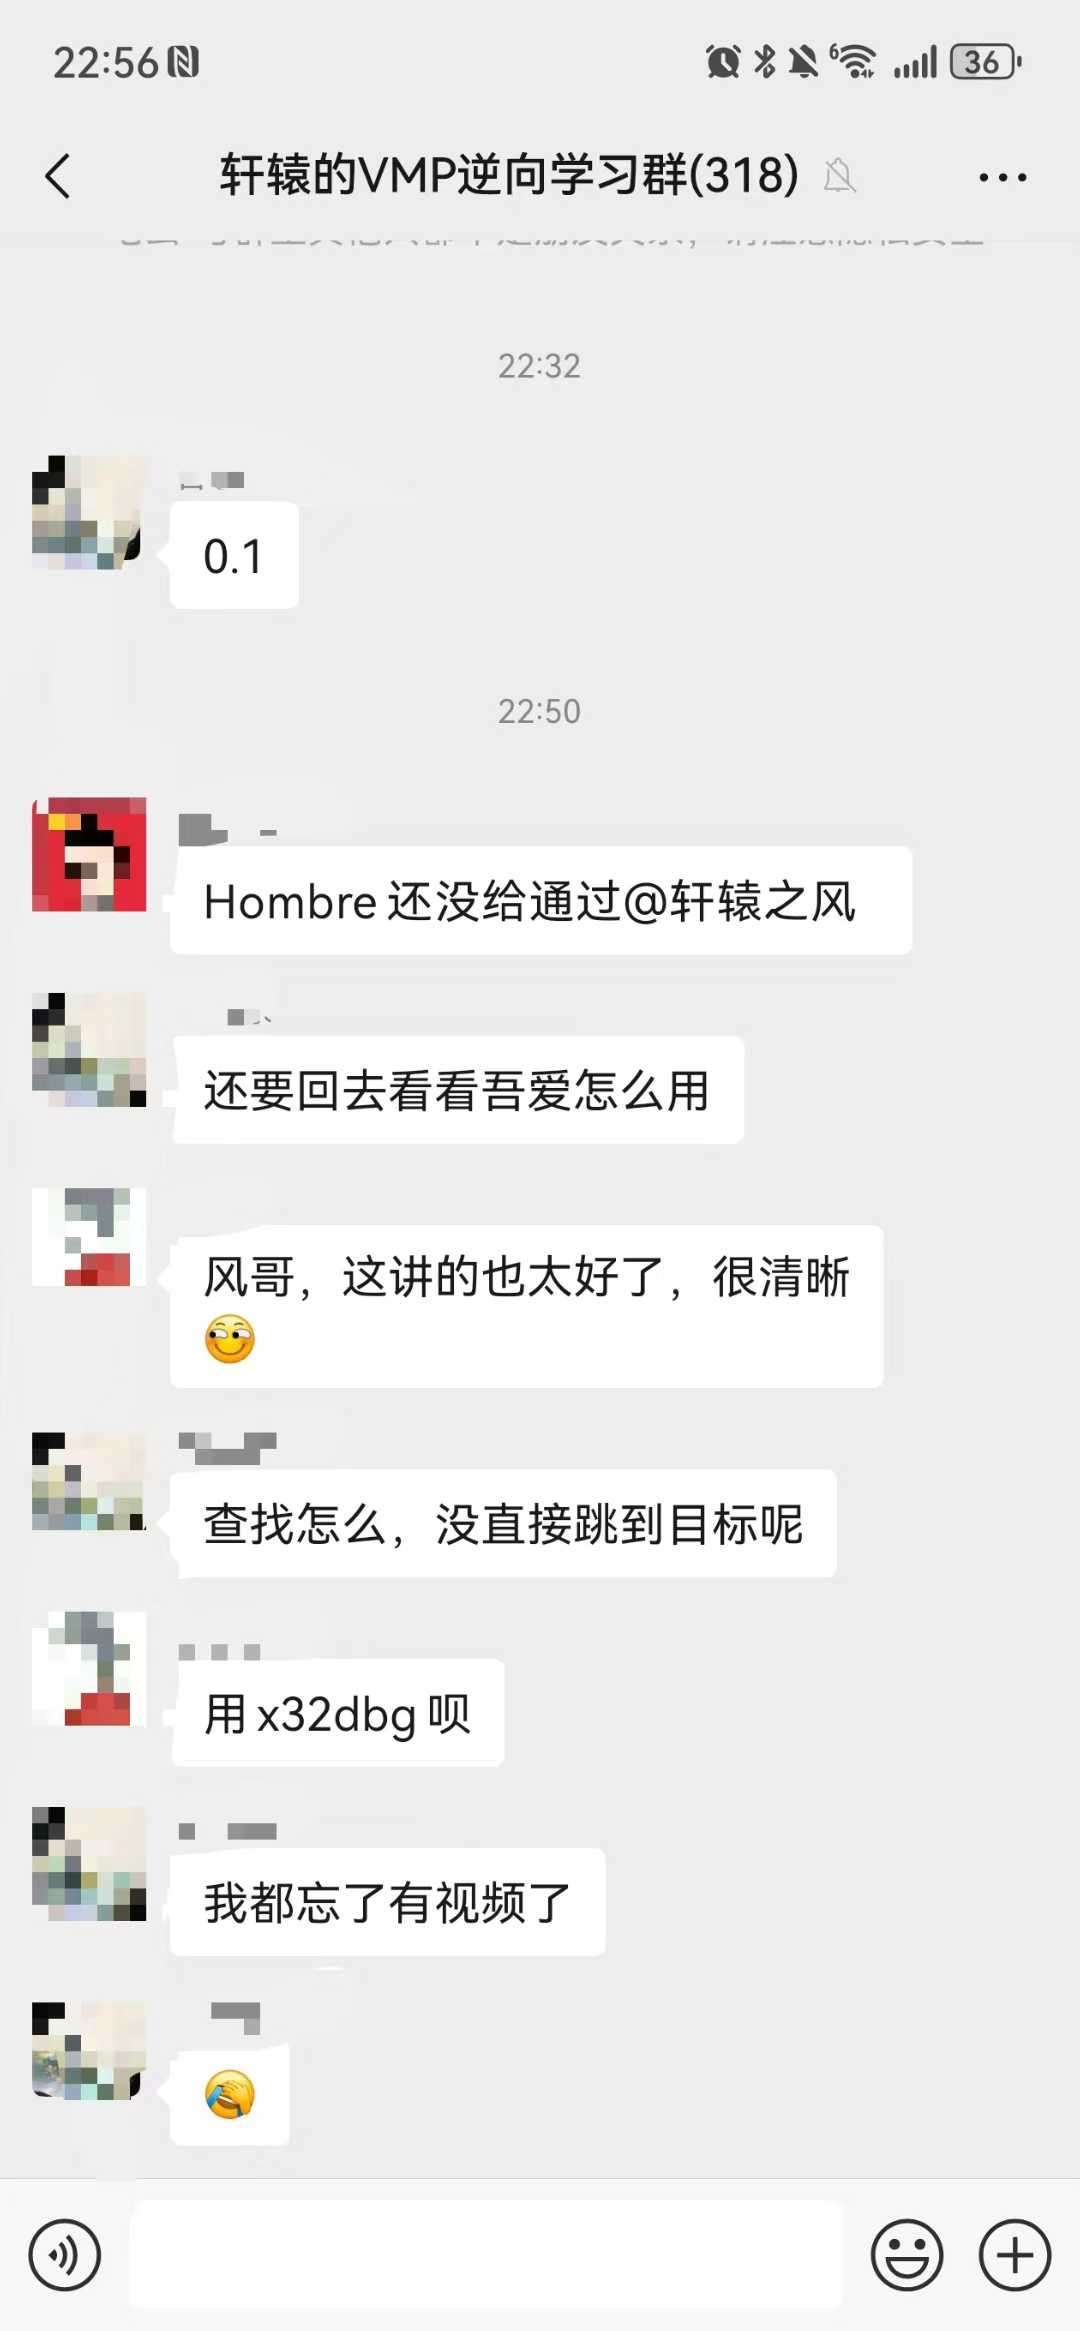 22:56
6
36
轩辕的VMP逆向学习群(318)
22:32
0.1
22:50
Hombre 还没给通过@轩辕之风
还要回去看看吾爱怎么用
风哥，这讲的也太好了，很清晰
查找怎么，没直接跳到目标呢
用 x32dbg 呗
我都忘了有视频了